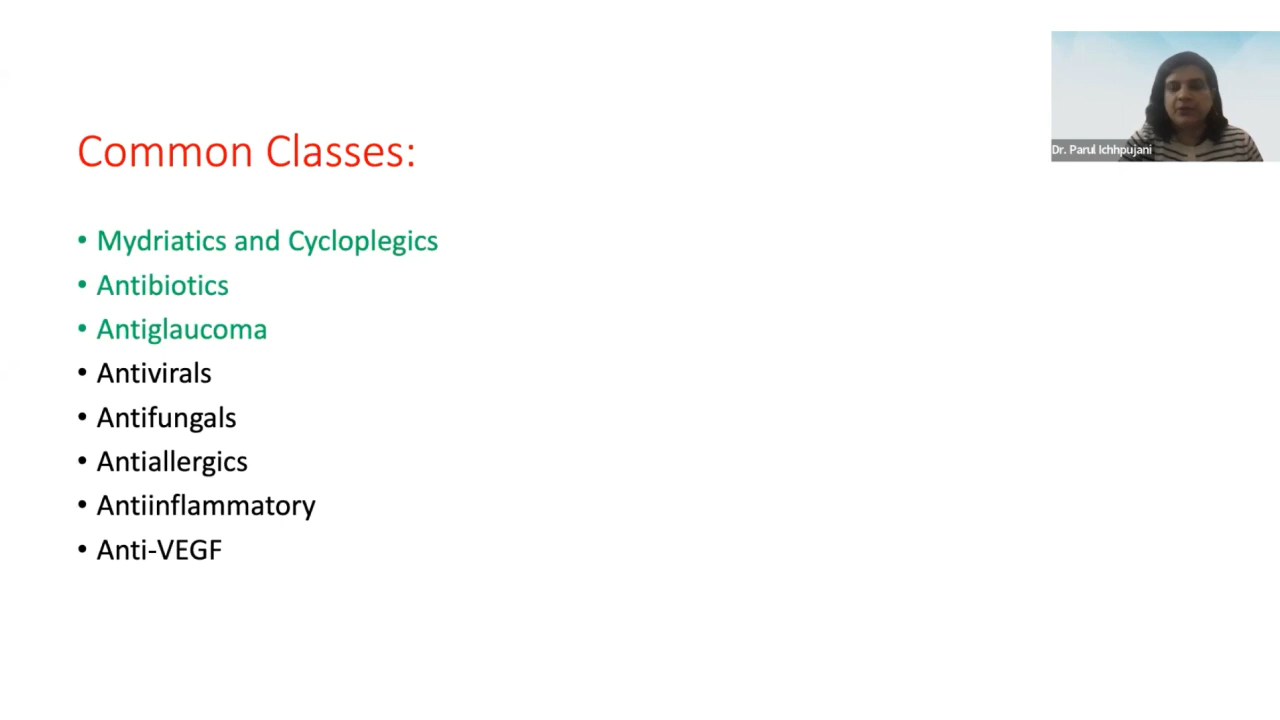 Common Classes:
• Mydriatics and Cycloplegics
• Antibiotics
• Antiglaucoma
• Antivirals
• Antifungals
• Antiallergics
• Antiinflammatory
• Anti-VEGF
Dr. Parul Ichhpujani